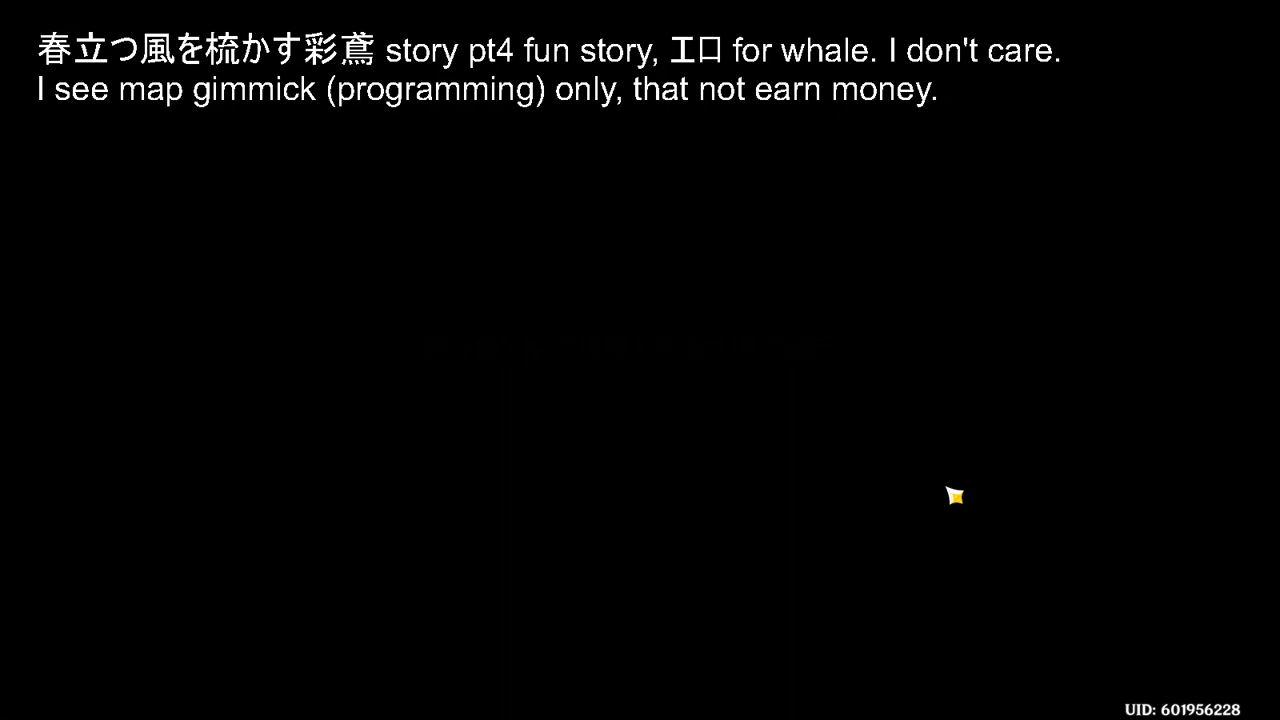 春立つ風を梳かす彩鳶 story pt4 fun story, エロ for whale. I don't care.
I see map gimmick (programming) only, that not earn money.
UID: 601956228